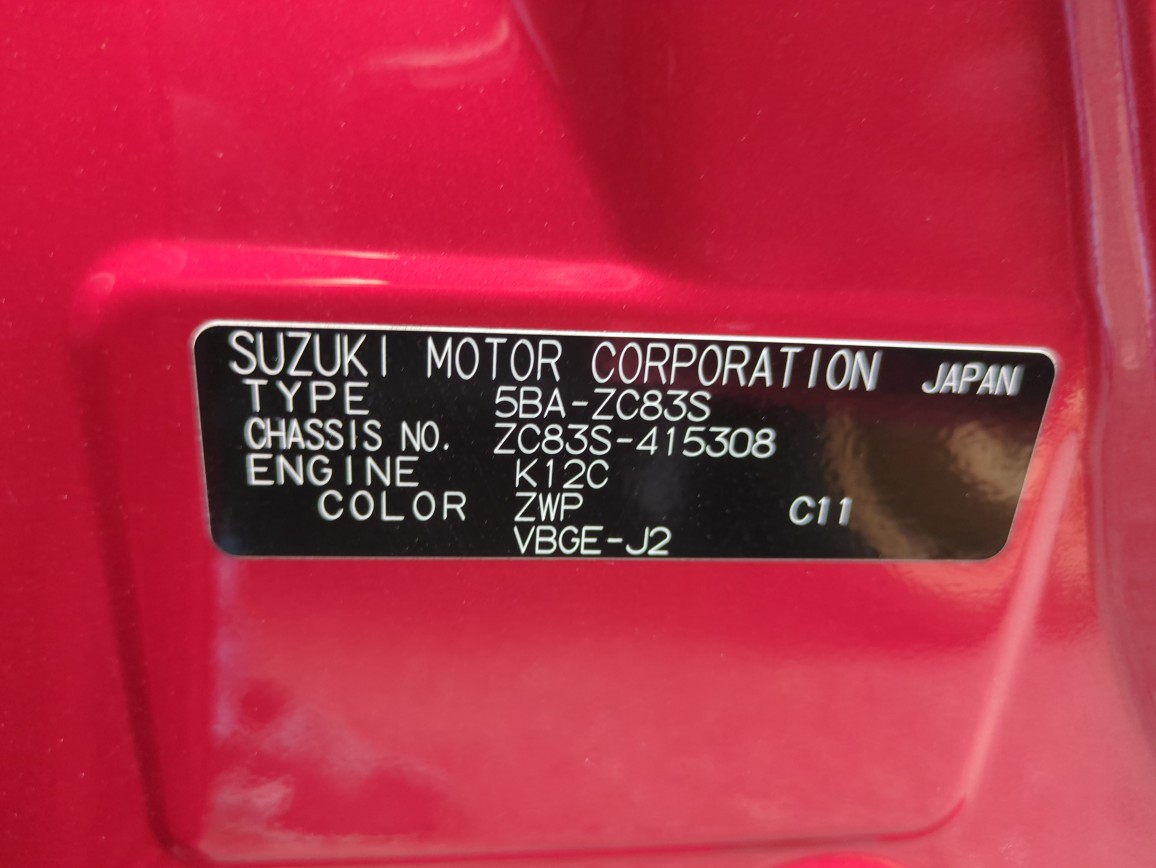 SUZUKI MOTOR CORPORATION JAPAN
TYPE 5BA-ZC83S
CHASSIS NO. ZC83S-415308
ENGINE K12C
COLOR ZWP C11
VBGE-J2